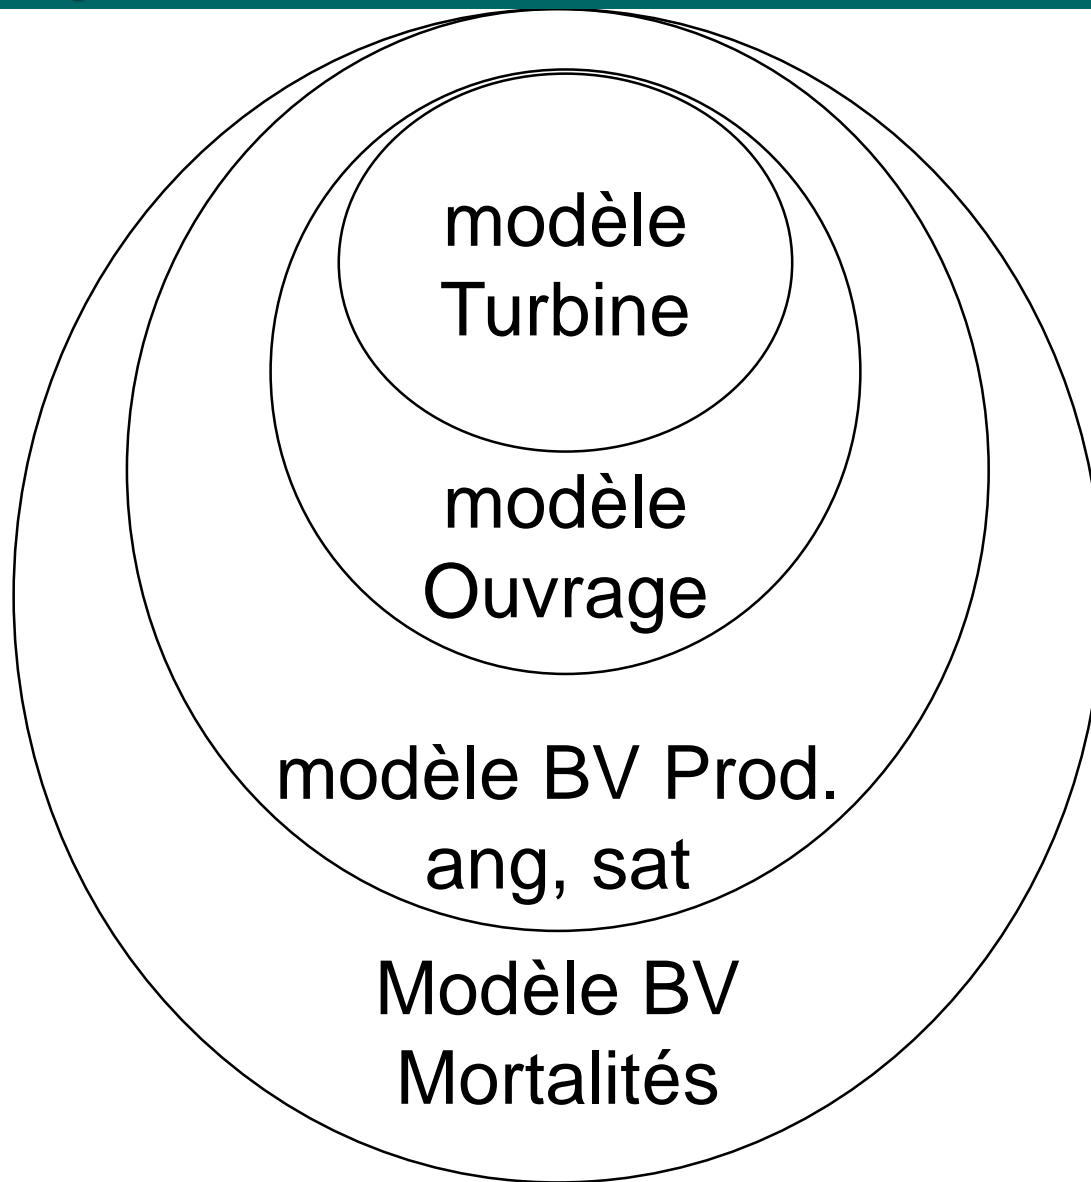 modèle
Turbine
modèle
Ouvrage
modèle BV Prod.
ang, sat
Modèle BV
Mortalités